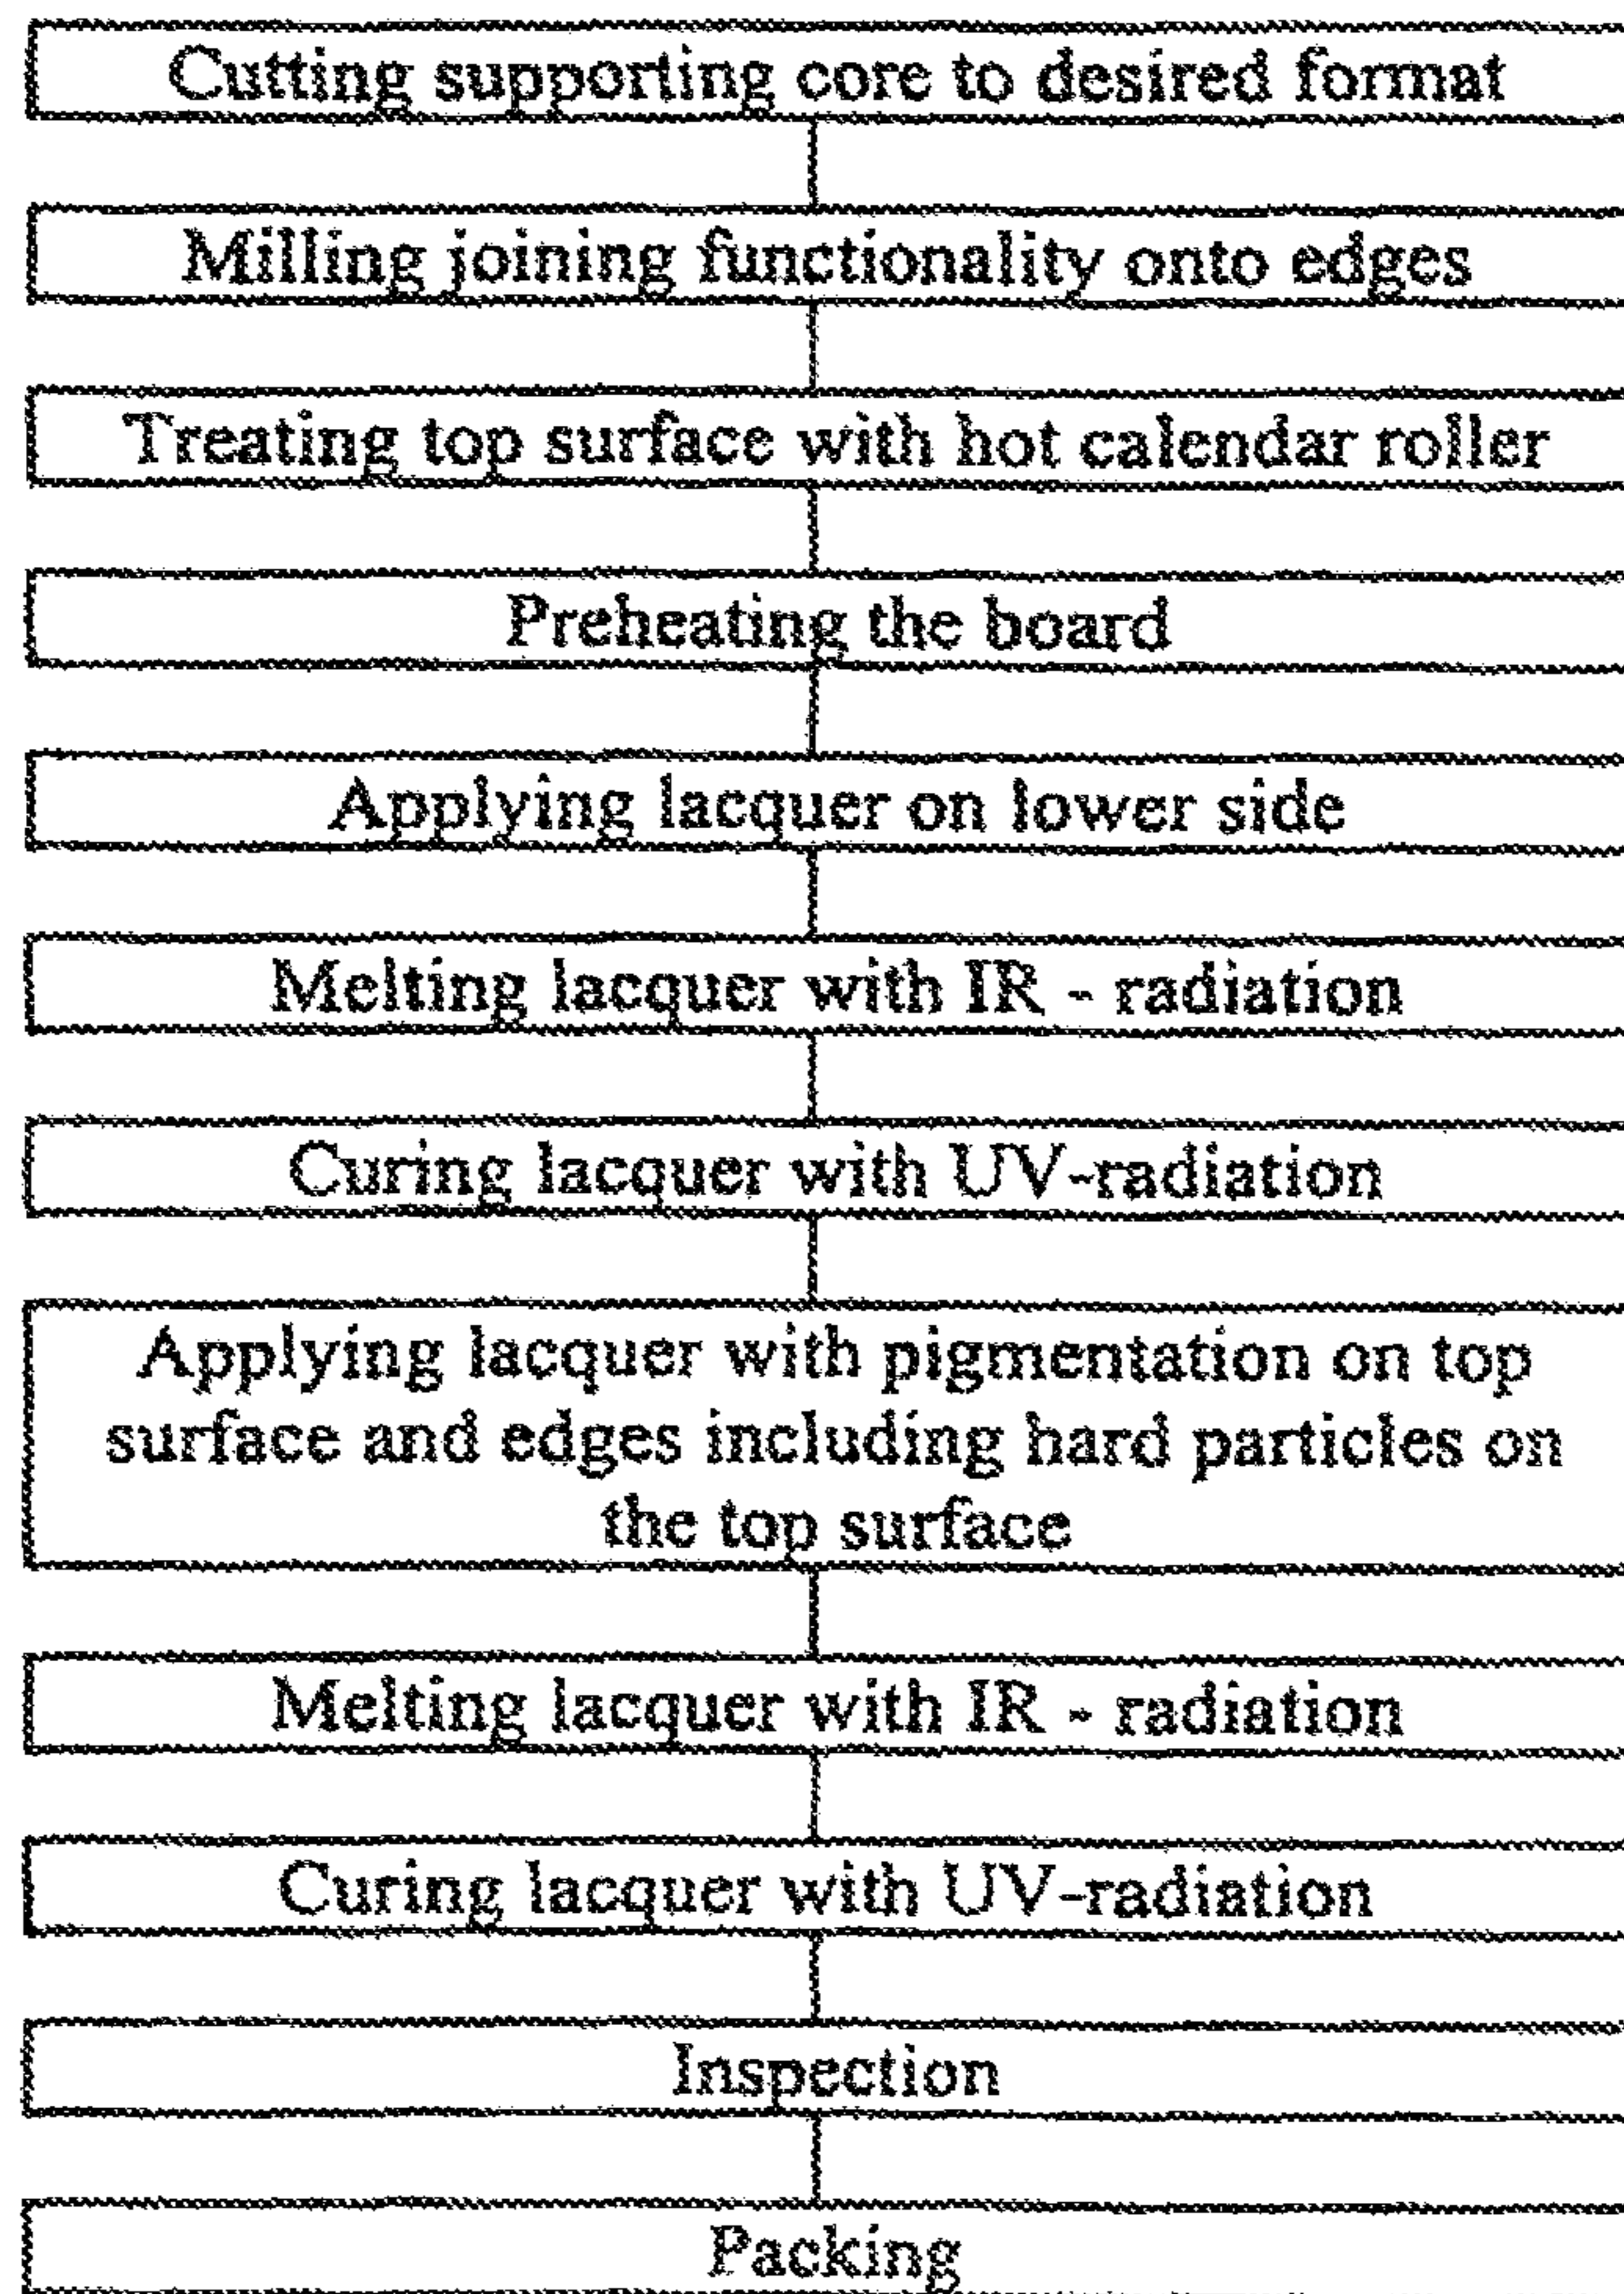 Cutting supporting core to desired format
Milling joining functionality onto edges
Treating top surface with hot calendar roller
Preheating the board
Applying lacquer on lower side
Melting lacquer with IR - radiation
Curing lacquer with UV-radiation
Applying lacquer with pigmentation on top
surface and edges including hard particles on
the top surface
Melting lacquer with IR - radiation
Curing lacquer with UV-radiation
Inspection
Packing